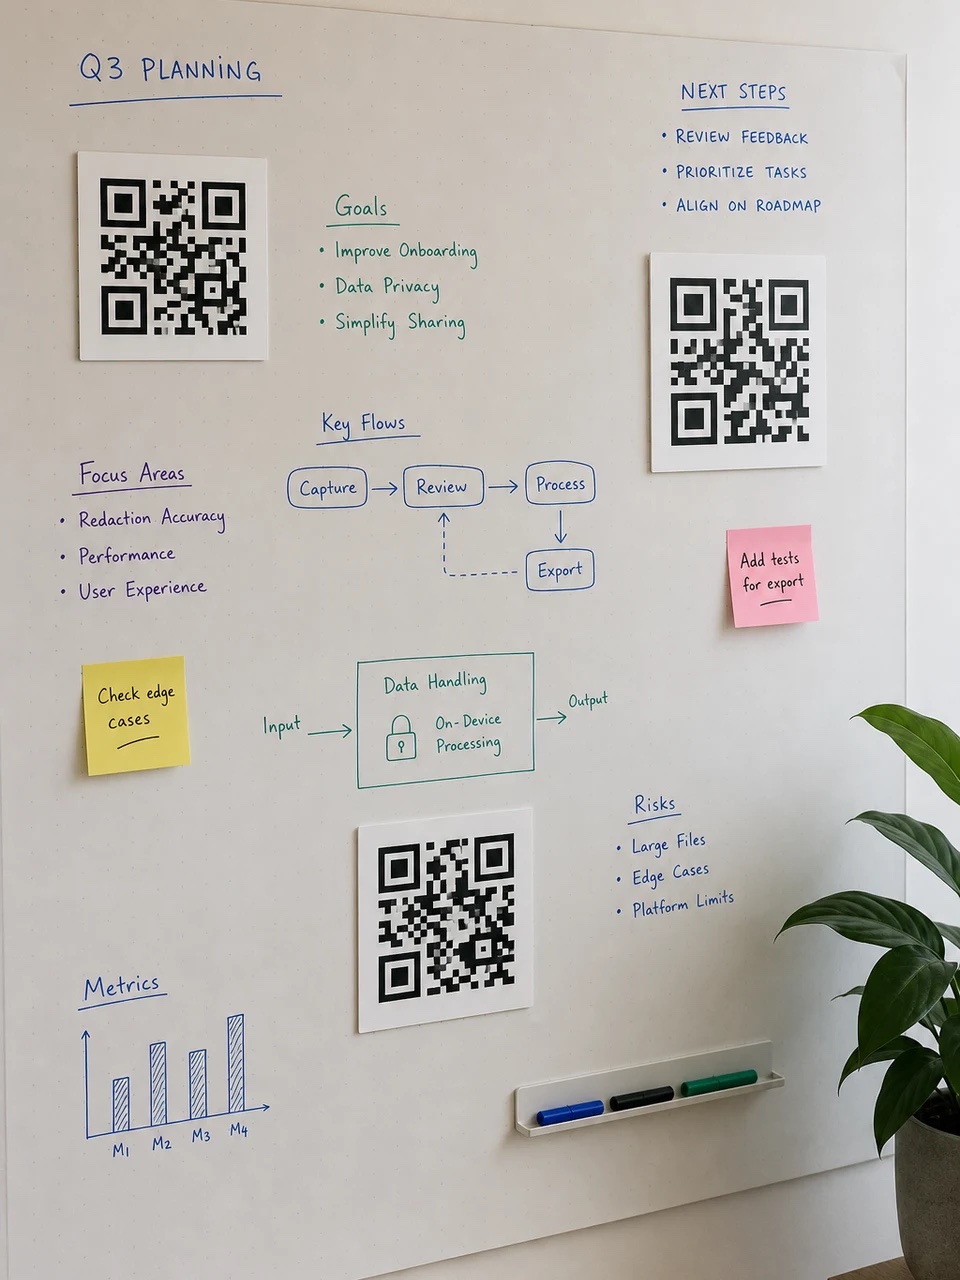 Q3 PLANNING
NEXT STEPS
• REVIEW FEEDBACK
• PRIORITIZE TASKS
• ALIGN ON ROADMAP
Goals
• Improve Onboarding
• Data Privacy
• Simplify Sharing
Key Flows
Capture
Review
Process
Export
Focus Areas
• Redaction Accuracy
• Performance
• User Experience
Add tests
for export
Check edge
cases
Input
Data Handling
On-Device
Processing
Output
Risks
• Large Files
• Edge Cases
• Platform Limits
Metrics
M1
M2
M3
M4